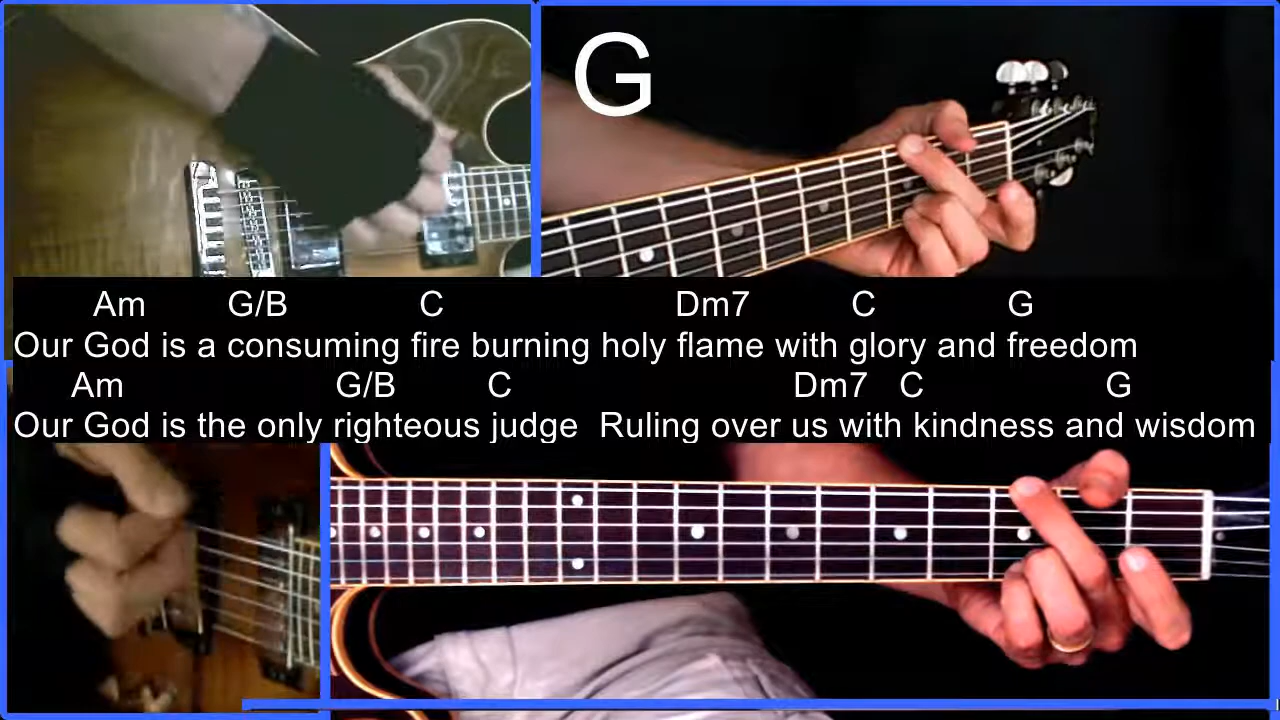 G
Am G/B C Dm7 C G
Our God is a consuming fire burning holy flame with glory and freedom
Am G/B C Dm7 C G
Our God is the only righteous judge Ruling over us with kindness and wisdom